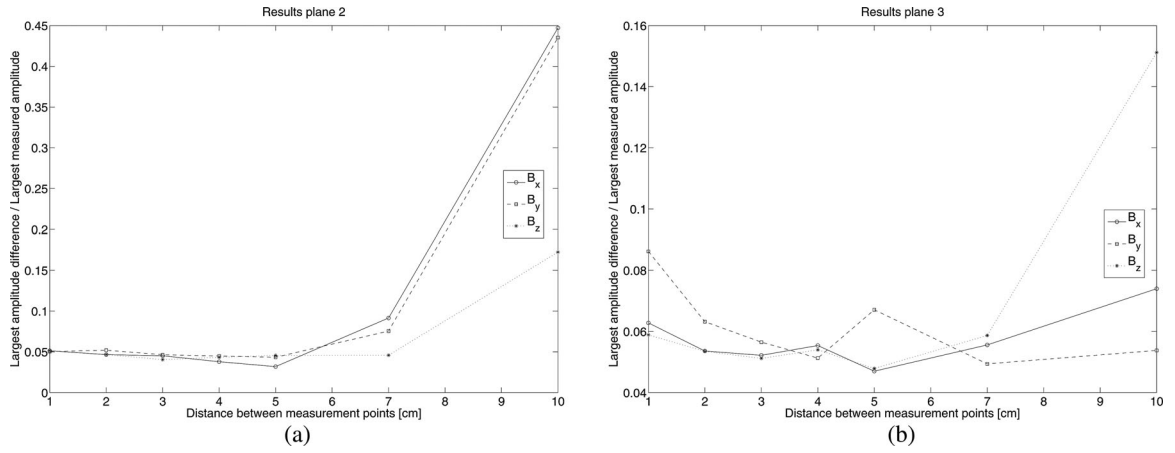 Results plane 2
Largest amplitude difference / Largest measured amplitude
0.45
0.4
0.35
0.3
0.25
0.2
0.15
0.1
0.05
0
1 2 3 4 5 6 7 8 9 10
Distance between measurement points [cm]
B_x
B_y
B_z
(a)
Results plane 3
Largest amplitude difference / Largest measured amplitude
0.16
0.14
0.12
0.1
0.08
0.06
0.04
1 2 3 4 5 6 7 8 9 10
Distance between measurement points [cm]
B_x
B_y
B_z
(b)